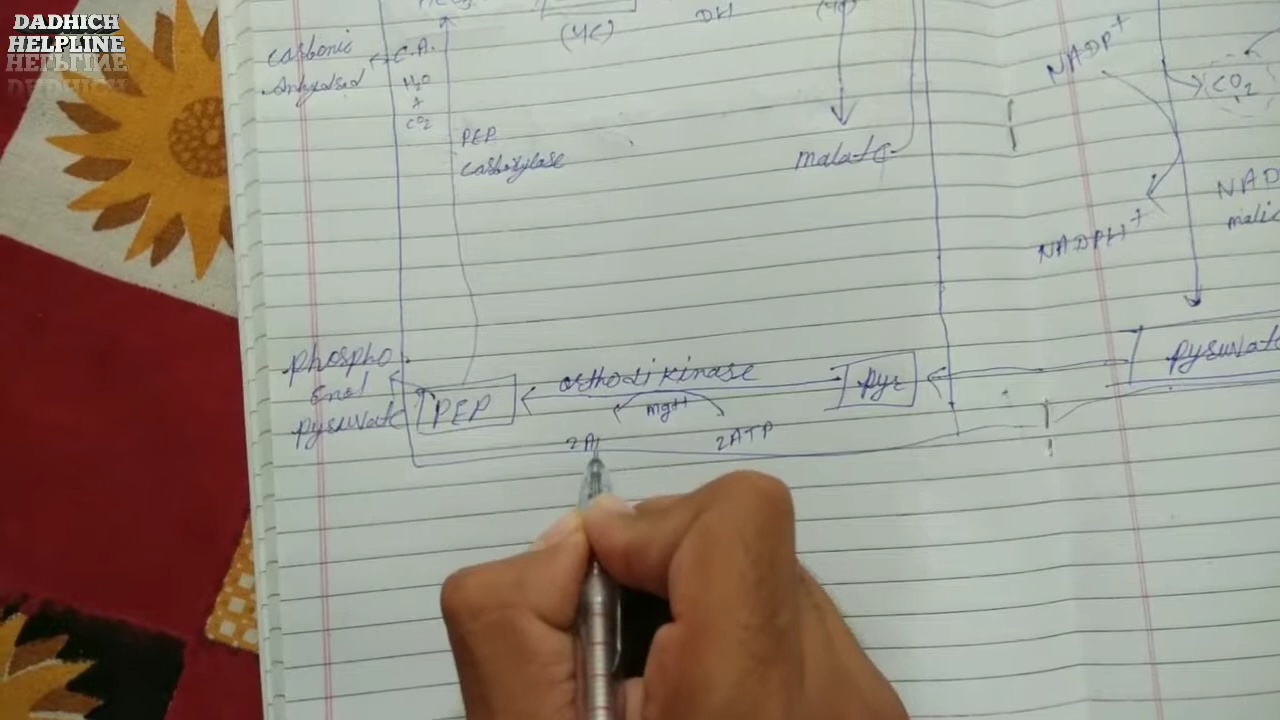 DADHICH
HELPLINE
(4C)
DH
Carbonic
C.A.
H2O
+
CO2
PEP
Carboxylase
malate
NADP+
CO2
NADPH+
NAD
malic
Phospho
Enol
Pyruvate
PEP
orthodikinase
mg++
Pyr
Pyruvate
2A
2ATP